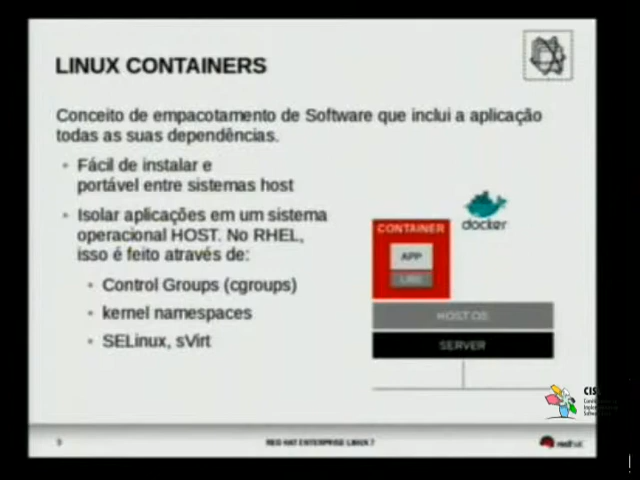 LINUX CONTAINERS
Conceito de empacotamento de Software que inclui a aplicação
todas as suas dependências.
• Fácil de instalar e
portável entre sistemas host
• Isolar aplicações em um sistema
operacional HOST. No RHEL,
isso é feito através de:
• Control Groups (cgroups)
• kernel namespaces
• SELinux, sVirt
docker
CONTAINER
APP
HOST OS
SERVER
CIS
9
RED HAT ENTERPRISE LINUX 7
redhat